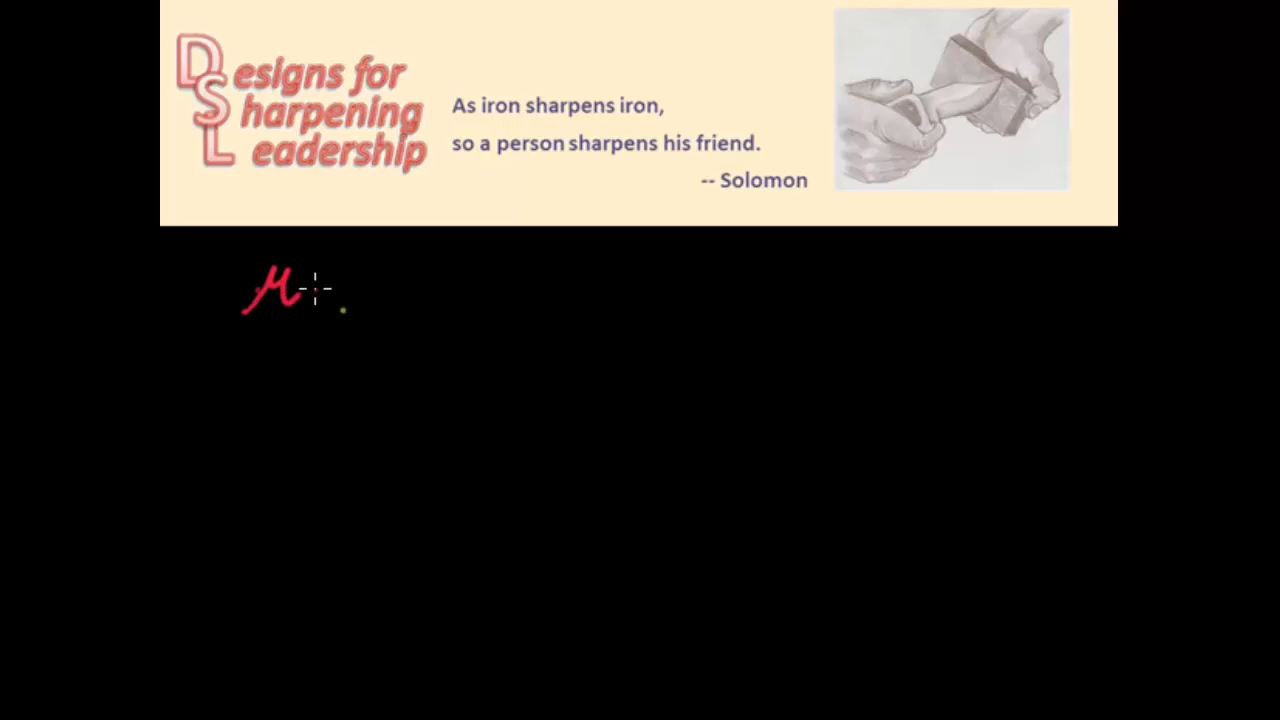 Designs for
Sharpening
Leadership
As iron sharpens iron,
so a person sharpens his friend.
-- Solomon
μ